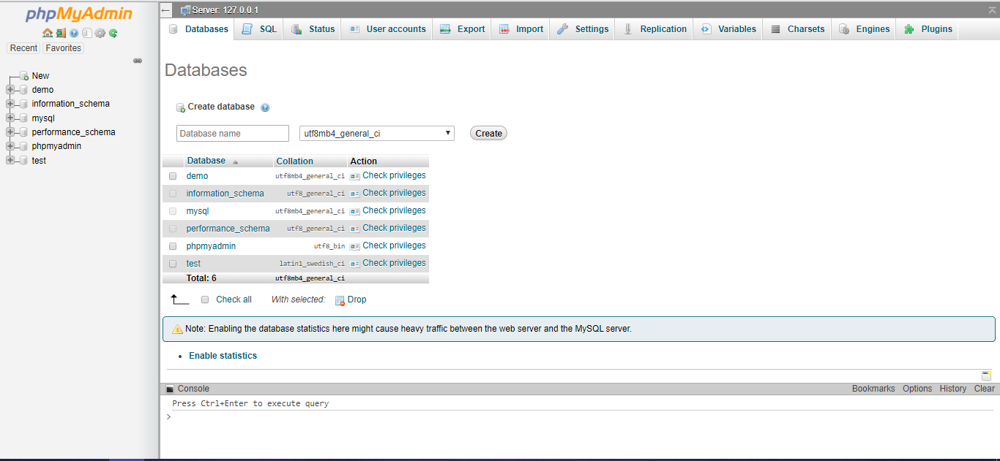 phpMyAdmin
Recent Favorites
New
demo
information_schema
mysql
performance_schema
phpmyadmin
test
Server: 127.0.0.1
Databases SQL Status User accounts Export Import Settings Replication Variables Charsets Engines Plugins
Databases
Create database
Database name utf8mb4_general_ci Create
Database Collation Action
demo utf8mb4_general_ci Check privileges
information_schema utf8_general_ci Check privileges
mysql utf8mb4_general_ci Check privileges
performance_schema utf8_general_ci Check privileges
phpmyadmin utf8_bin Check privileges
test latin1_swedish_ci Check privileges
Total: 6 utf8mb4_general_ci
Check all With selected: Drop
Note: Enabling the database statistics here might cause heavy traffic between the web server and the MySQL server.
Enable statistics
Console Bookmarks Options History Clear
Press Ctrl+Enter to execute query
>